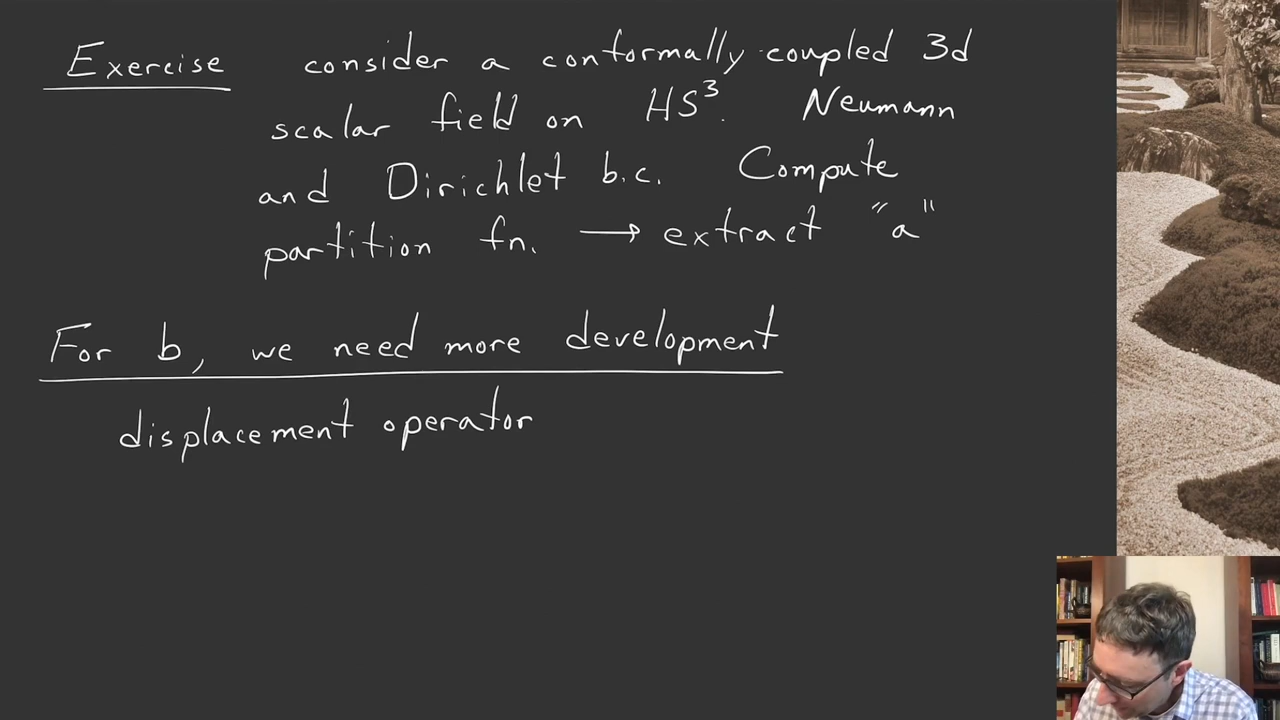 Exercise consider a conformally coupled 3d
scalar field on HS³. Neumann
and Dirichlet b.c. Compute
partition fn. → extract "a"
For b, we need more development
displacement operator